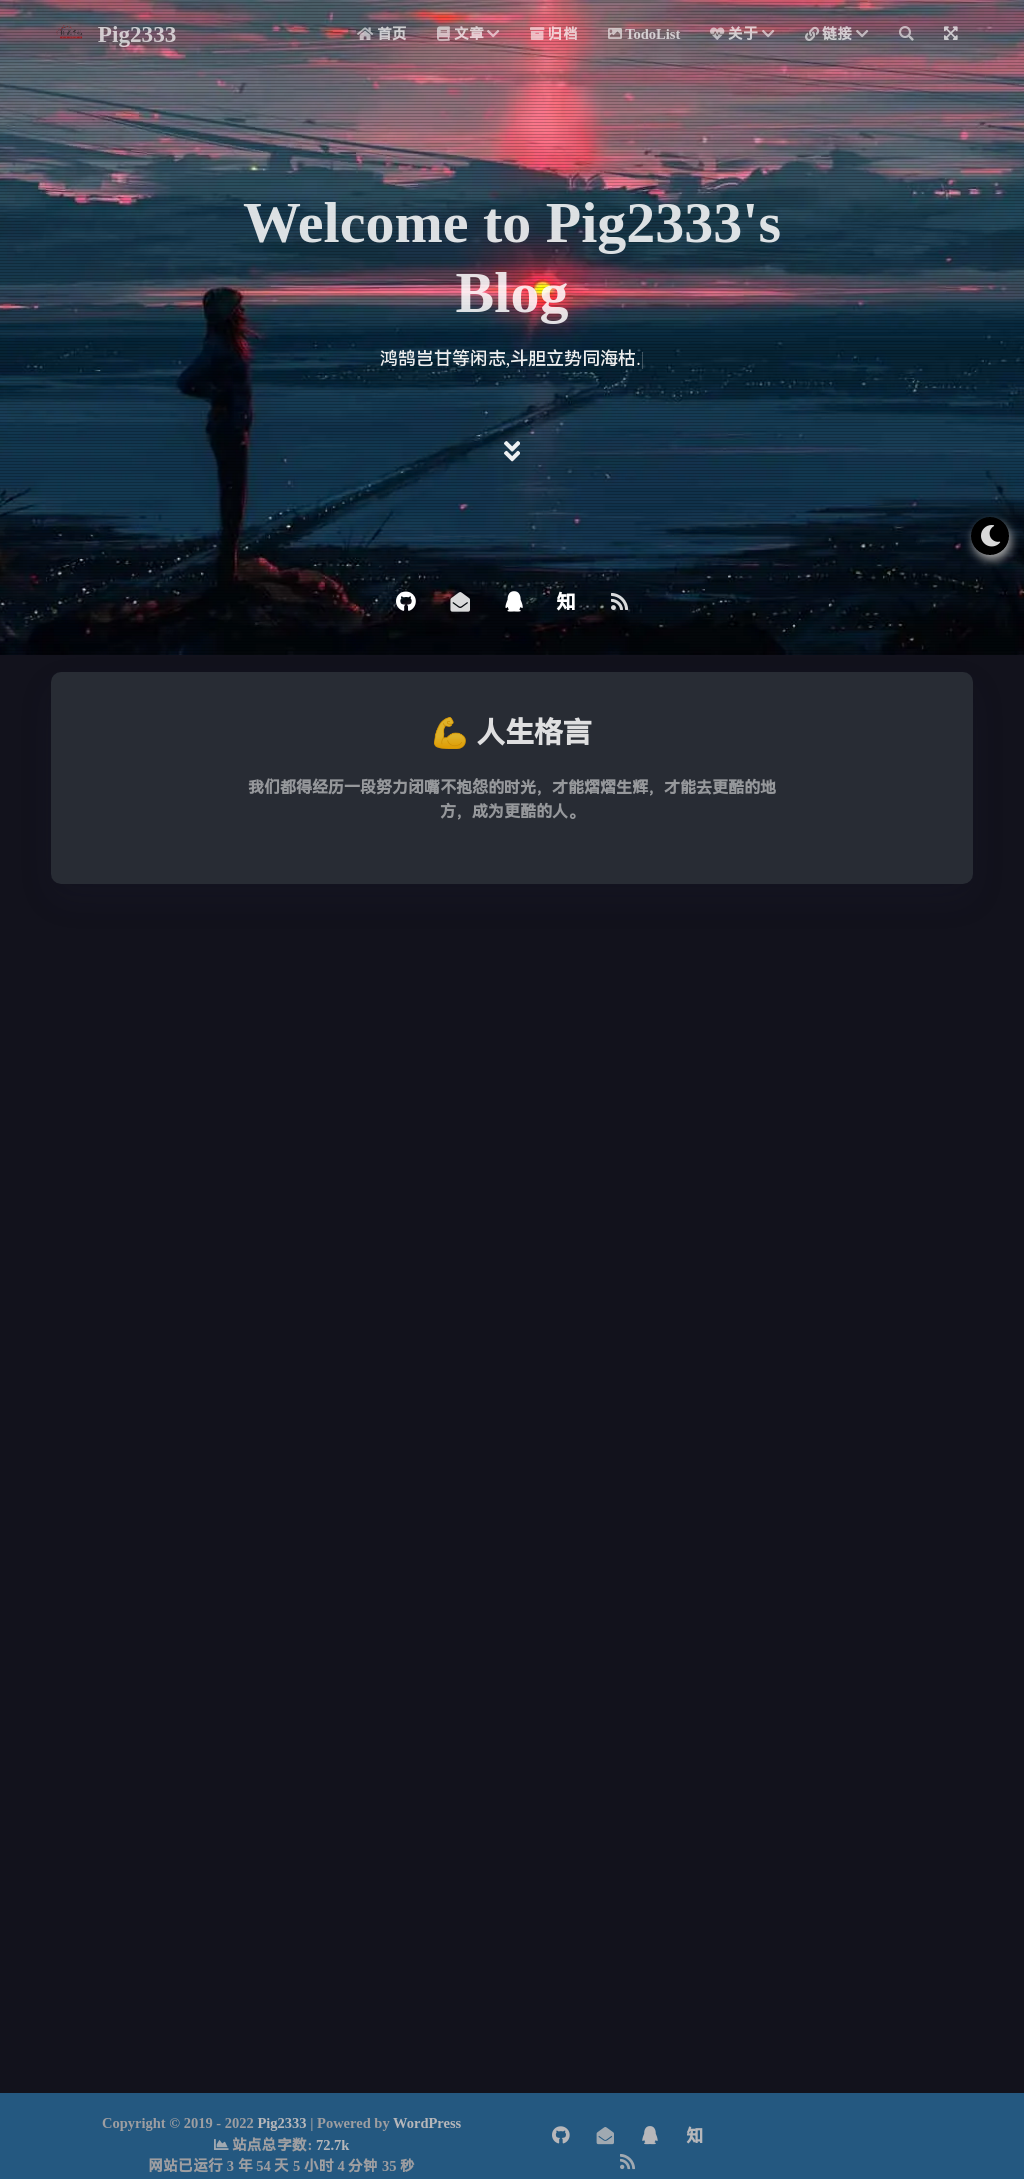 Pig2333
首页
文章
归档
TodoList
关于
链接
Welcome to Pig2333's
Blog
鸿鹄岂甘等闲志,斗胆立势同海枯.
知
人生格言
我们都得经历一段努力闭嘴不抱怨的时光，才能熠熠生辉，才能去更酷的地
方，成为更酷的人。
Copyright © 2019 - 2022 Pig2333 | Powered by WordPress
站点总字数: 72.7k
网站已运行 3 年 54 天 5 小时 4 分钟 35 秒
知